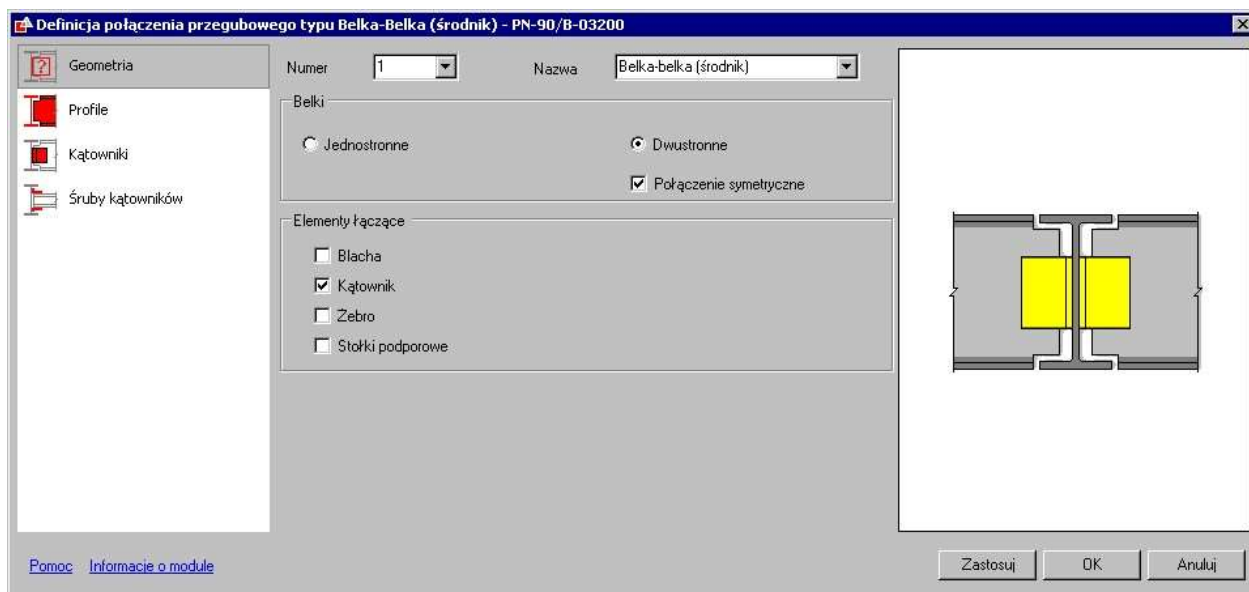 Definicja połączenia przegubowego typu Belka-Belka (środnik) - PN-90/B-03200
Geometria
Profile
Kątowniki
Śruby kątowników
Numer 1 Nazwa Belka-belka (środnik)
Belki
Jednostronne Dwustronne
Połączenie symetryczne
Elementy łączące
Blacha
Kątownik
Żebro
Stołki podporowe
Pomoc Informacje o module
Zastosuj OK Anuluj